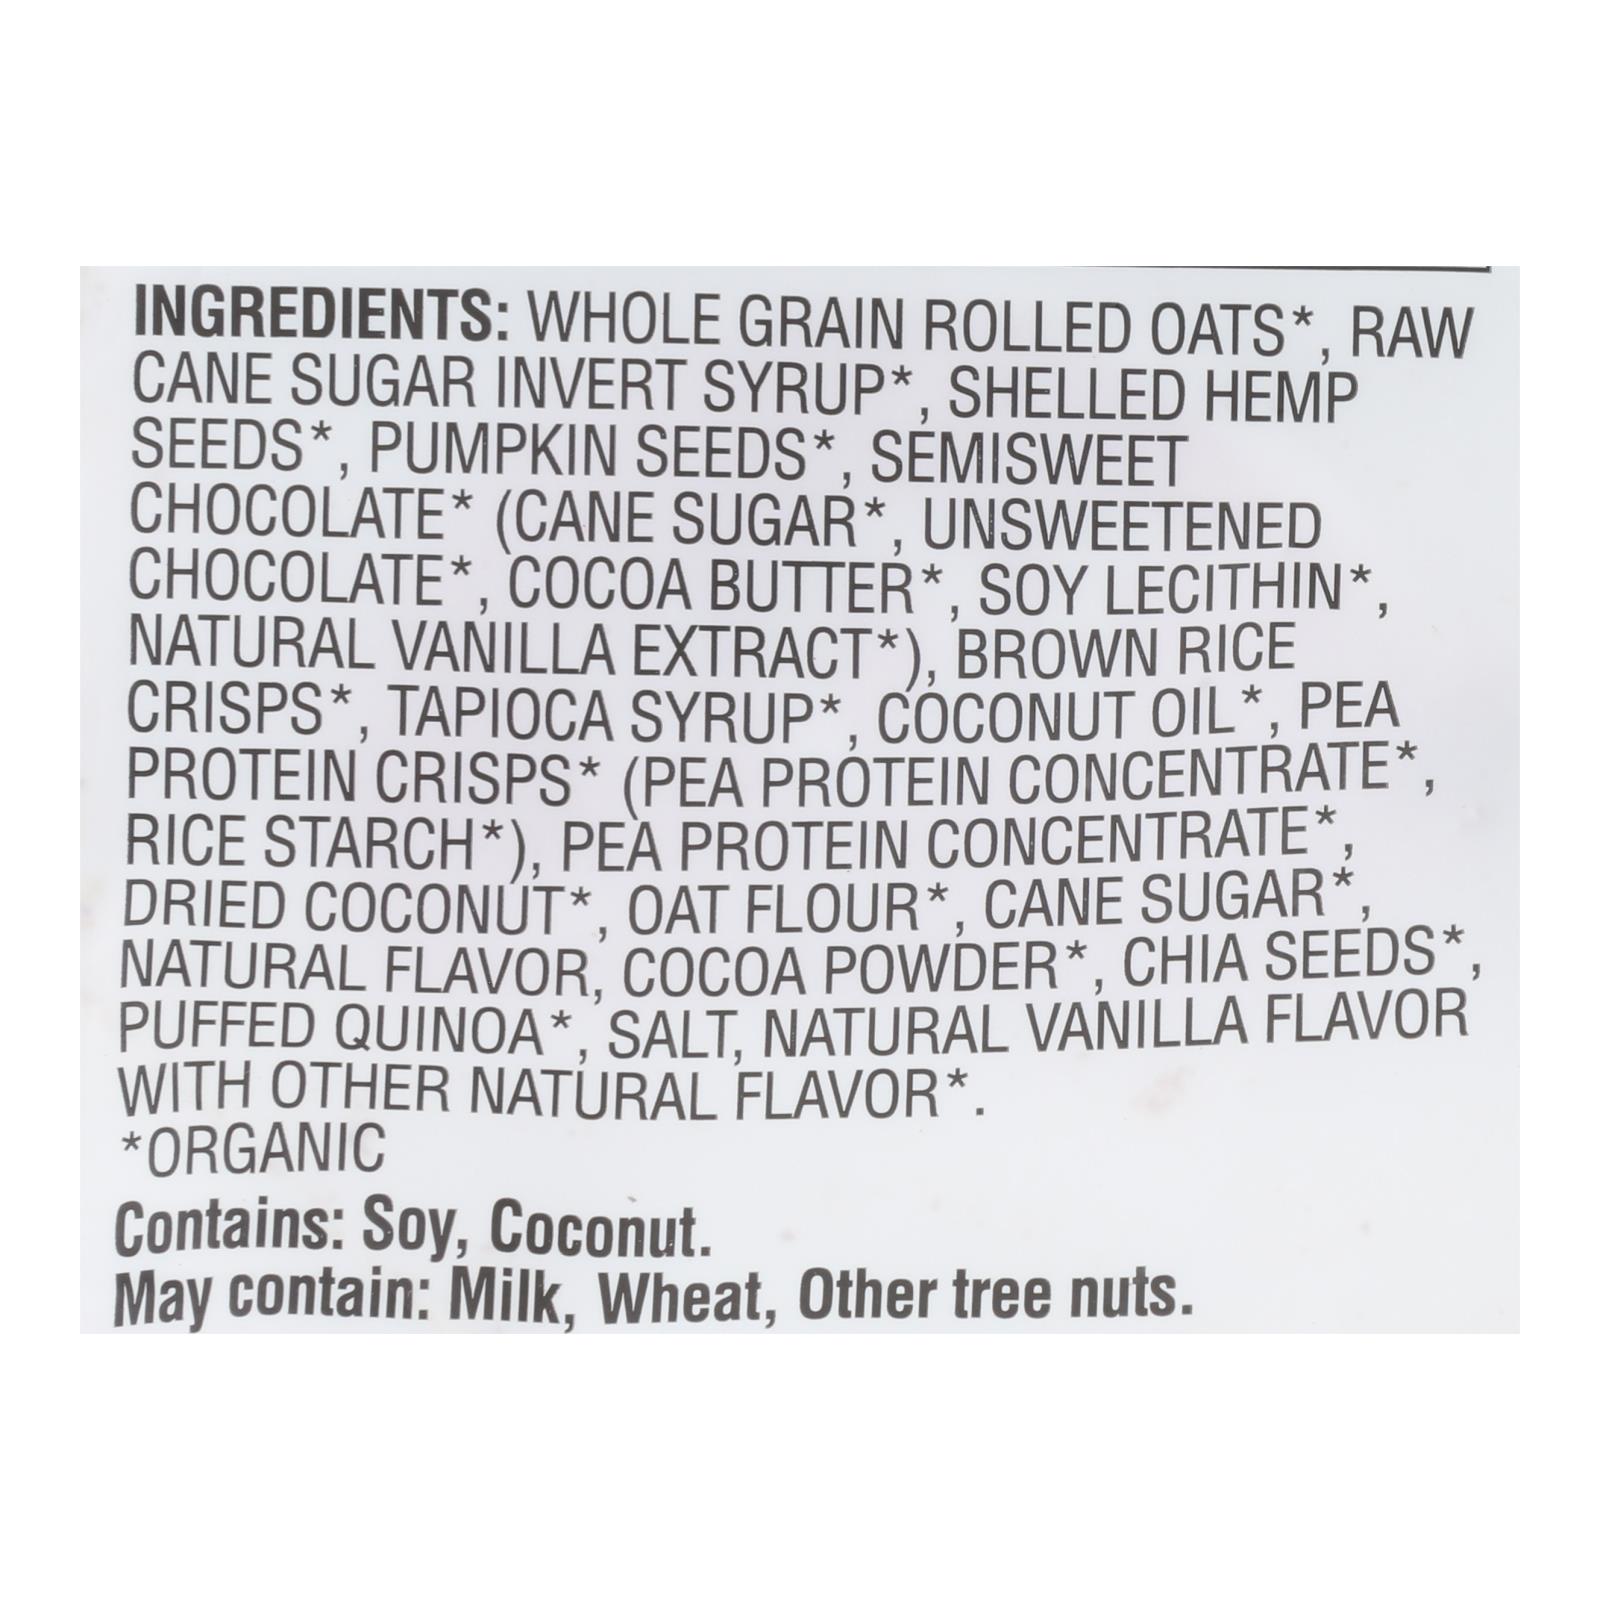 INGREDIENTS: WHOLE GRAIN ROLLED OATS*, RAW
CANE SUGAR INVERT SYRUP*, SHELLED HEMP
SEEDS*, PUMPKIN SEEDS*, SEMISWEET
CHOCOLATE* (CANE SUGAR*, UNSWEETENED
CHOCOLATE*, COCOA BUTTER*, SOY LECITHIN*,
NATURAL VANILLA EXTRACT*), BROWN RICE
CRISPS*, TAPIOCA SYRUP*, COCONUT OIL*, PEA
PROTEIN CRISPS* (PEA PROTEIN CONCENTRATE*,
RICE STARCH*), PEA PROTEIN CONCENTRATE*,
DRIED COCONUT*, OAT FLOUR*, CANE SUGAR*,
NATURAL FLAVOR, COCOA POWDER*, CHIA SEEDS*,
PUFFED QUINOA*, SALT, NATURAL VANILLA FLAVOR
WITH OTHER NATURAL FLAVOR*.
*ORGANIC
Contains: Soy, Coconut.
May contain: Milk, Wheat, Other tree nuts.